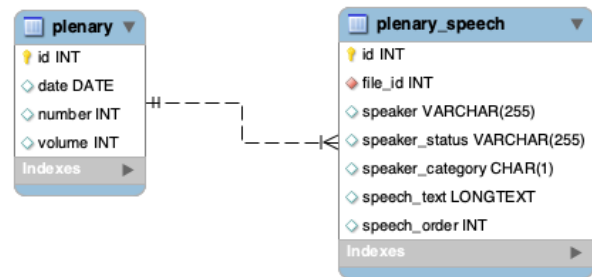 plenary
id INT
date DATE
number INT
volume INT
Indexes
plenary_speech
id INT
file_id INT
speaker VARCHAR(255)
speaker_status VARCHAR(255)
speaker_category CHAR(1)
speech_text LONGTEXT
speech_order INT
Indexes